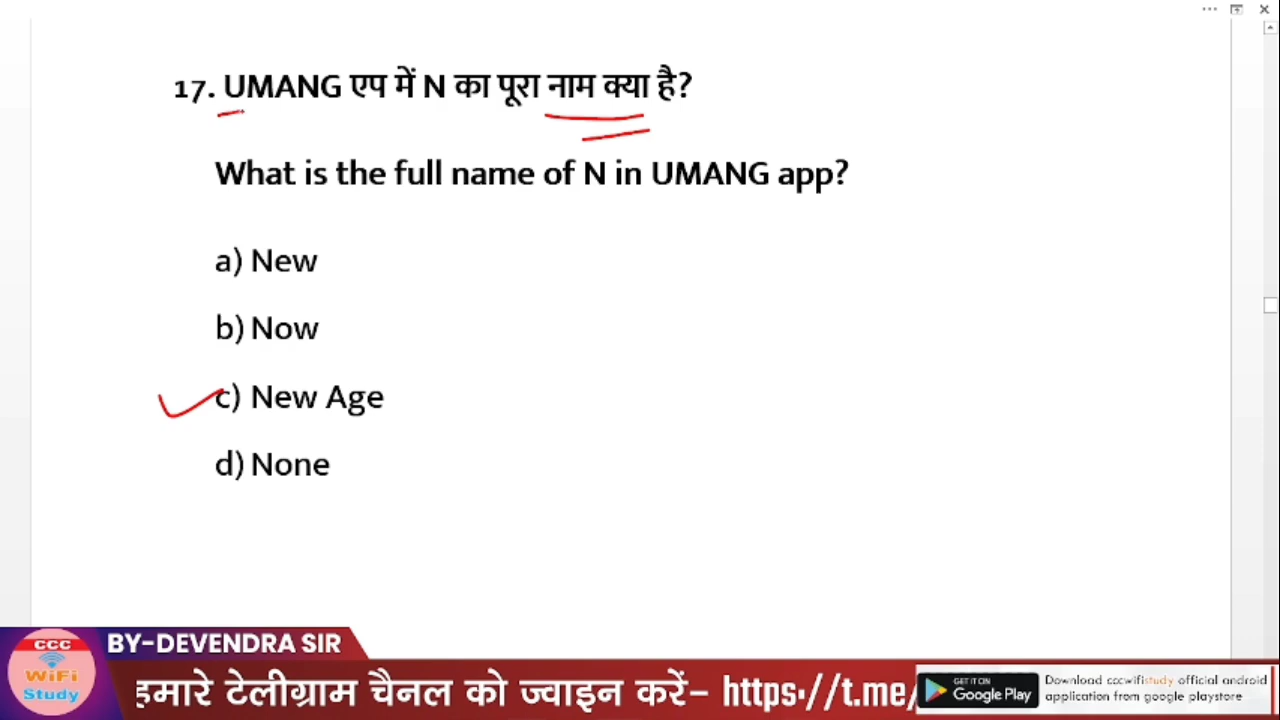 17. UMANG एप में N का पूरा नाम क्या है?
What is the full name of N in UMANG app?
a) New
b) Now
c) New Age
d) None
CCC
WiFi
Study
BY-DEVENDRA SIR
हमारे टेलीग्राम चैनल को ज्वाइन करें– https://t.me/
GET IT ON
Google Play
Download cccwifistudy official android
application from google playstore